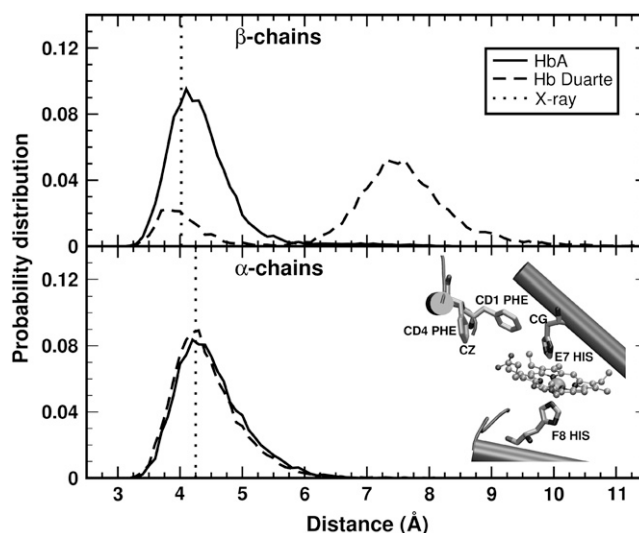 β-chains
HbA
Hb Duarte
X-ray
0.12
0.08
0.04
0
α-chains
0.12
0.08
0.04
0
Probability distribution
CD1 PHE
CG
CD4 PHE
CZ
E7 HIS
F8 HIS
3 4 5 6 7 8 9 10 11
Distance (Å)